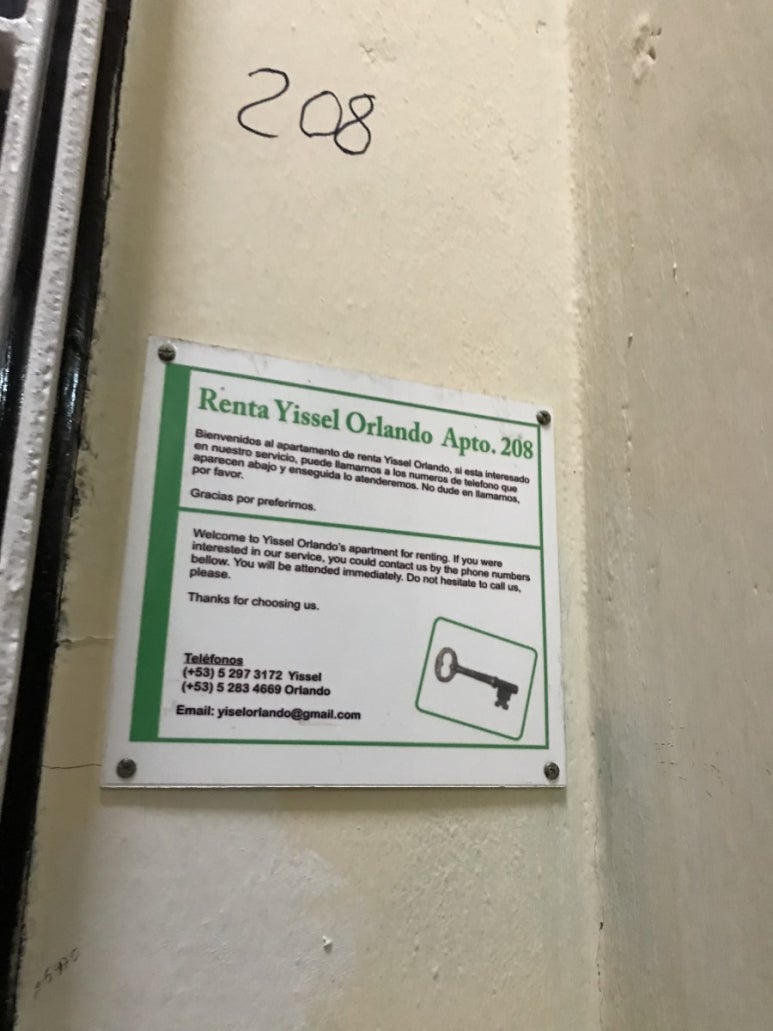 208
Renta Yissel Orlando Apto. 208
Bienvenidos al apartamento de renta Yissel Orlando, si esta interesado
en nuestro servicio, puede llamarnos a los numeros de telefono que
aparecen abajo y enseguida lo atenderemos. No dude en llamarnos,
por favor.
Gracias por preferirnos.
Welcome to Yissel Orlando's apartment for renting. If you were
interested in our service, you could contact us by the phone numbers
bellow. You will be attended immediately. Do not hesitate to call us,
please.
Thanks for choosing us.
Teléfonos
(+53) 5 297 3172 Yissel
(+53) 5 283 4669 Orlando
Email: yiselorlando@gmail.com